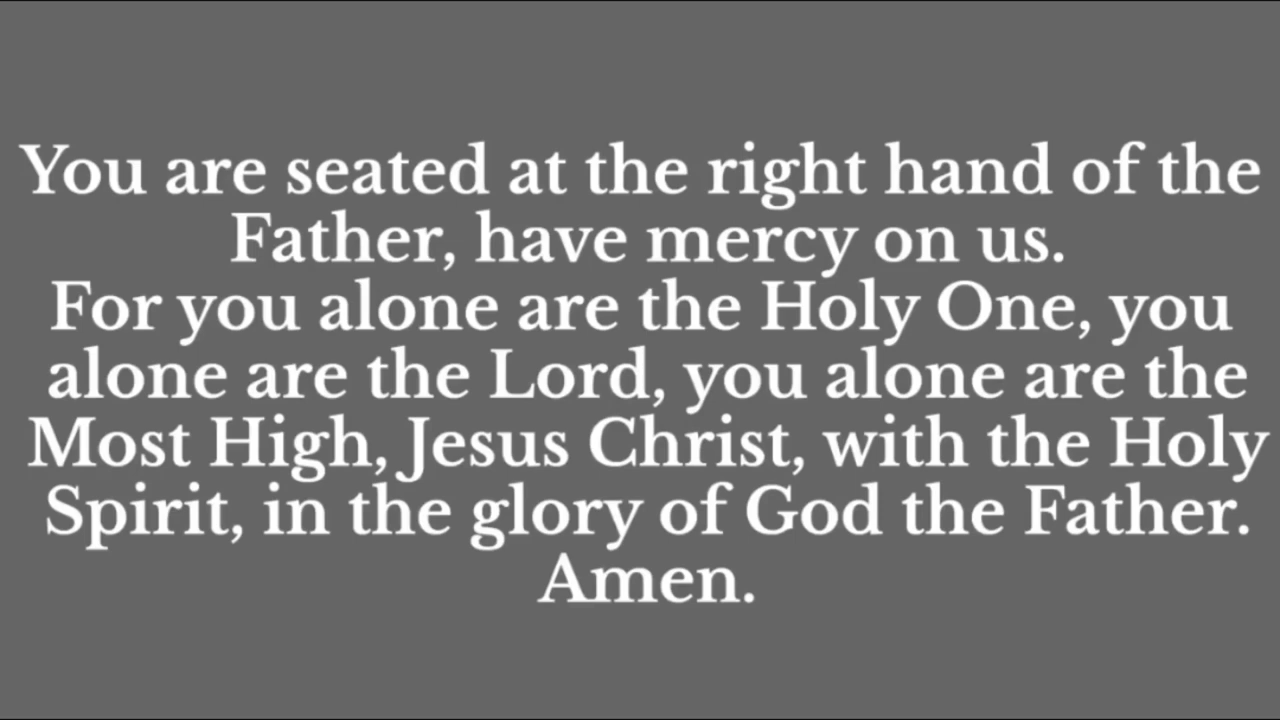 You are seated at the right hand of the
Father, have mercy on us.
For you alone are the Holy One, you
alone are the Lord, you alone are the
Most High, Jesus Christ, with the Holy
Spirit, in the glory of God the Father.
Amen.